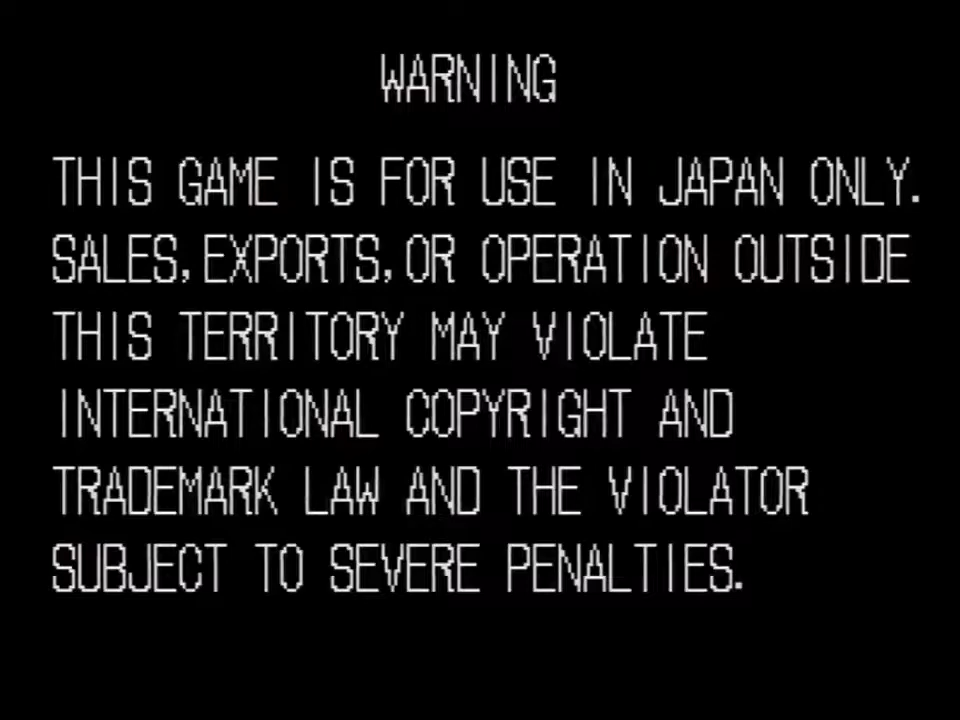 WARNING
THIS GAME IS FOR USE IN JAPAN ONLY.
SALES,EXPORTS,OR OPERATION OUTSIDE
THIS TERRITORY MAY VIOLATE
INTERNATIONAL COPYRIGHT AND
TRADEMARK LAW AND THE VIOLATOR
SUBJECT TO SEVERE PENALTIES.